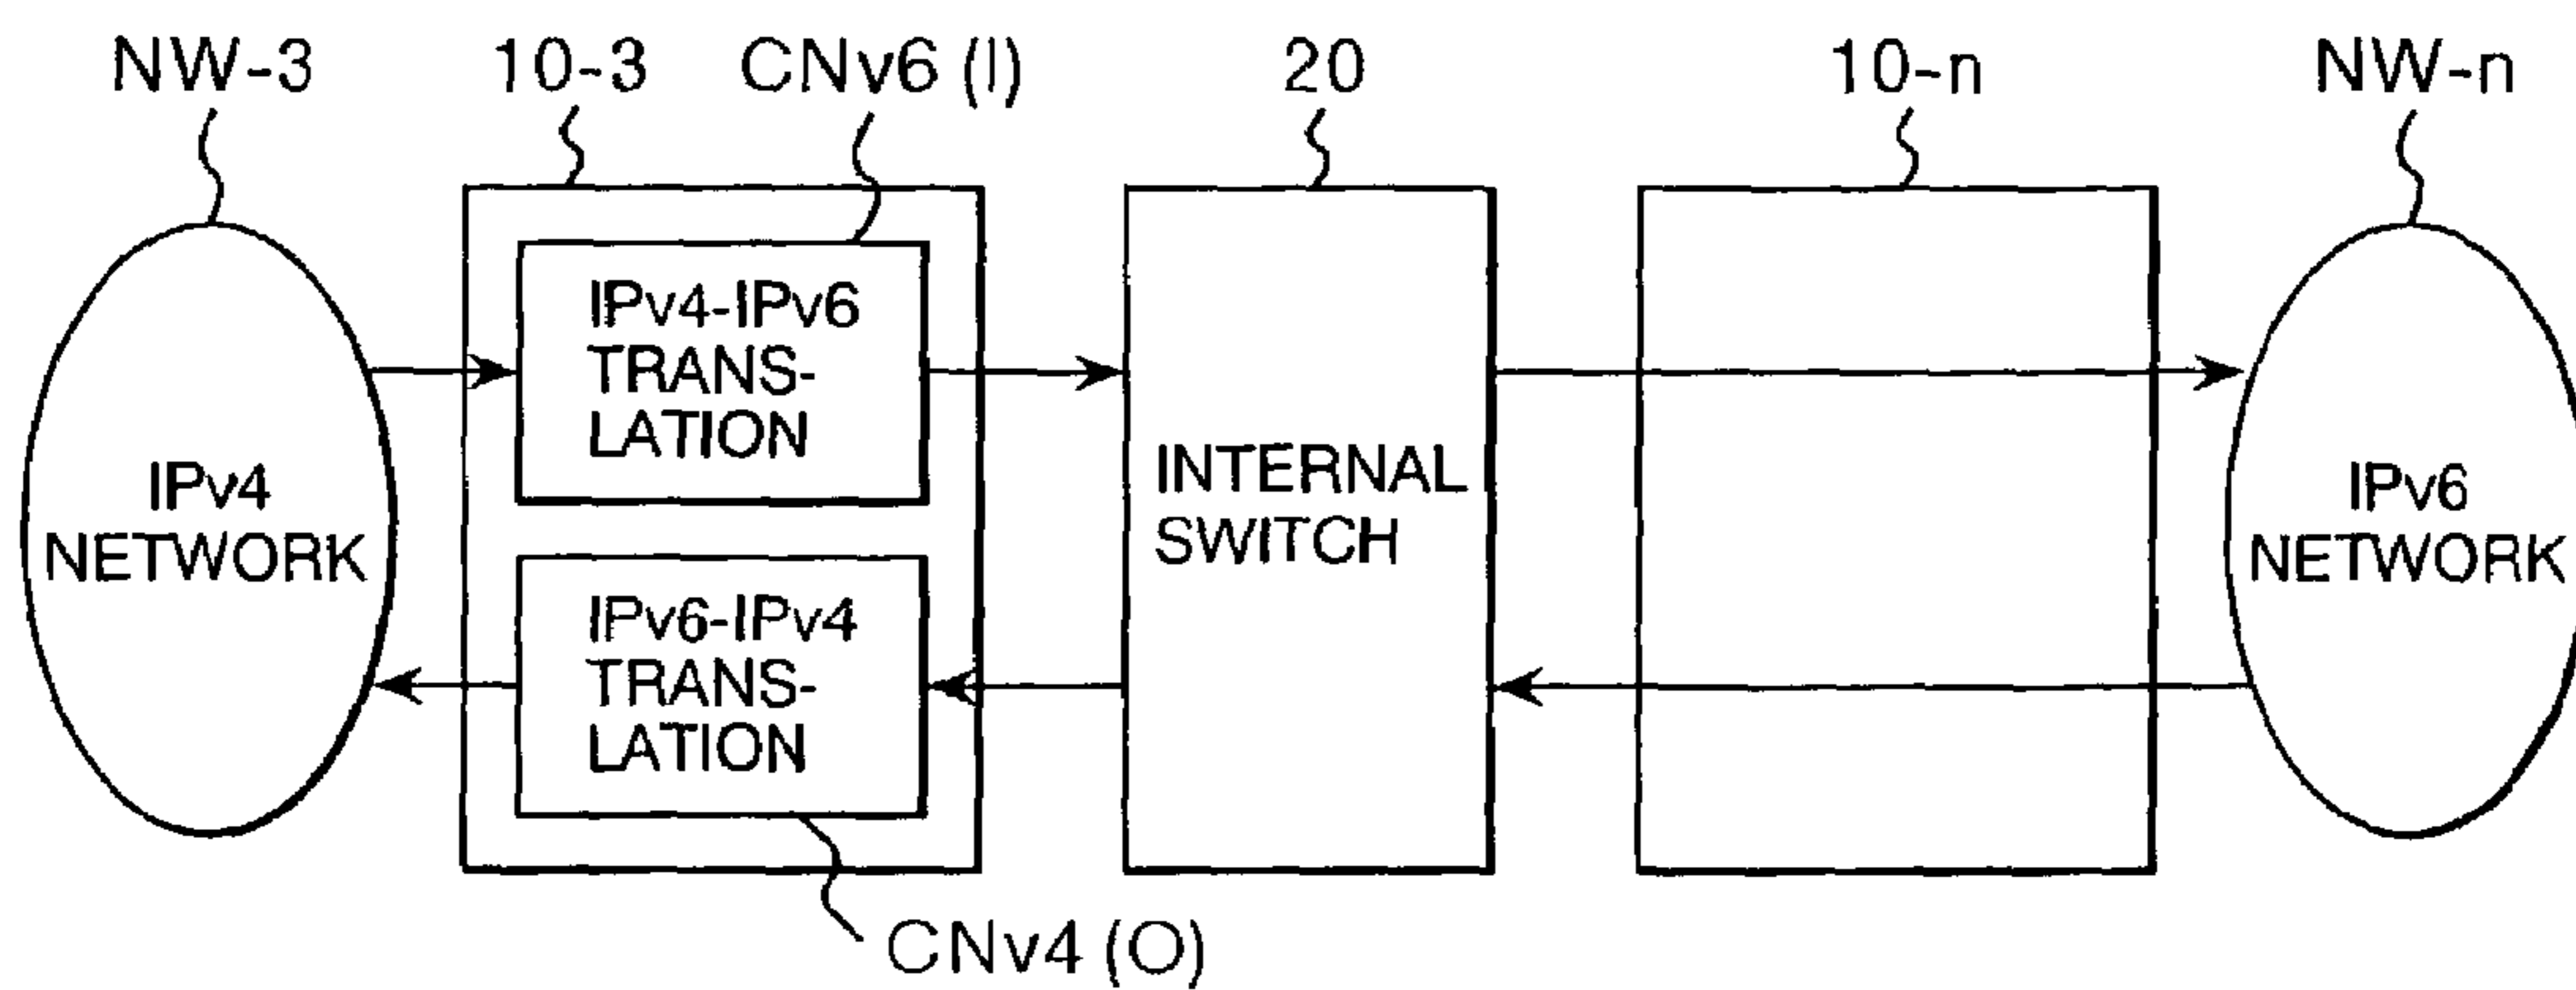 NW-3
10-3
CNv6 (I)
20
10-n
NW-n
IPv4
NETWORK
IPv4-IPv6
TRANS-
LATION
IPv6-IPv4
TRANS-
LATION
INTERNAL
SWITCH
IPv6
NETWORK
CNv4 (O)